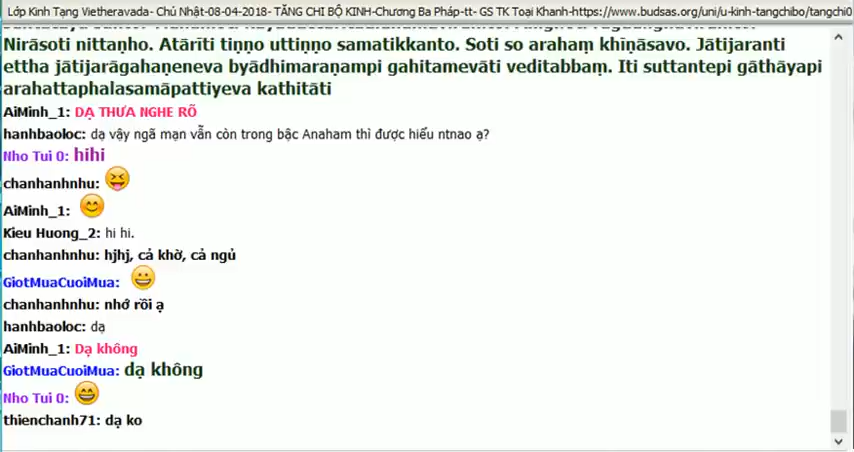 Lớp Kinh Tạng Vietheravada- Chủ Nhật-08-04-2018- TĂNG CHI BỘ KINH-Chương Ba Pháp-tt- GS TK Toại Khanh-https://www.budsas.org/uni/u-kinh-tangchibo/tangchi0
Nirāsoti nittaṇho. Atārīti tiṇṇo uttiṇṇo samatikkanto. Soti so arahaṃ khīṇāsavo. Jātijaranti
ettha jātijarāgahaṇeneva byādhimaraṇampi gahitamevāti veditabbaṃ. Iti suttantepi gāthāyapi
arahattaphalasamāpattiyeva kathitāti
AiMinh_1: DẠ THƯA NGHE RÕ
hanhbaoloc: dạ vậy ngã mạn vẫn còn trong bậc Anaham thì được hiểu ntnao ạ?
Nho Tui 0: hihi
chanhanhnhu:
AiMinh_1:
Kieu Huong_2: hi hi.
chanhanhnhu: hjhj, cả khờ, cả ngủ
GiotMuaCuoiMua:
chanhanhnhu: nhớ rồi ạ
hanhbaoloc: dạ
AiMinh_1: Dạ không
GiotMuaCuoiMua: dạ không
Nho Tui 0:
thienchanh71: dạ ko